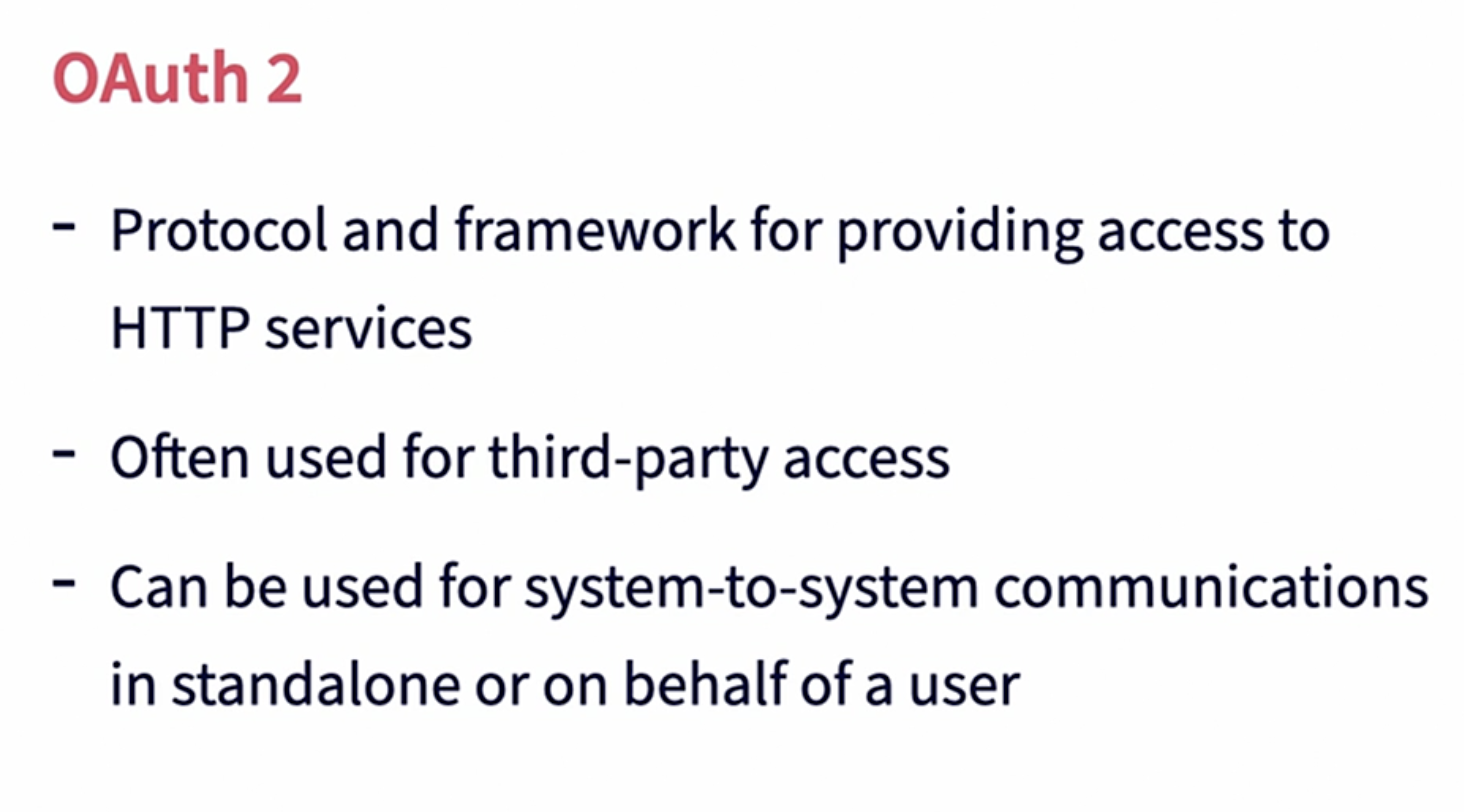 OAuth 2
- Protocol and framework for providing access to
HTTP services
- Often used for third-party access
- Can be used for system-to-system communications
in standalone or on behalf of a user